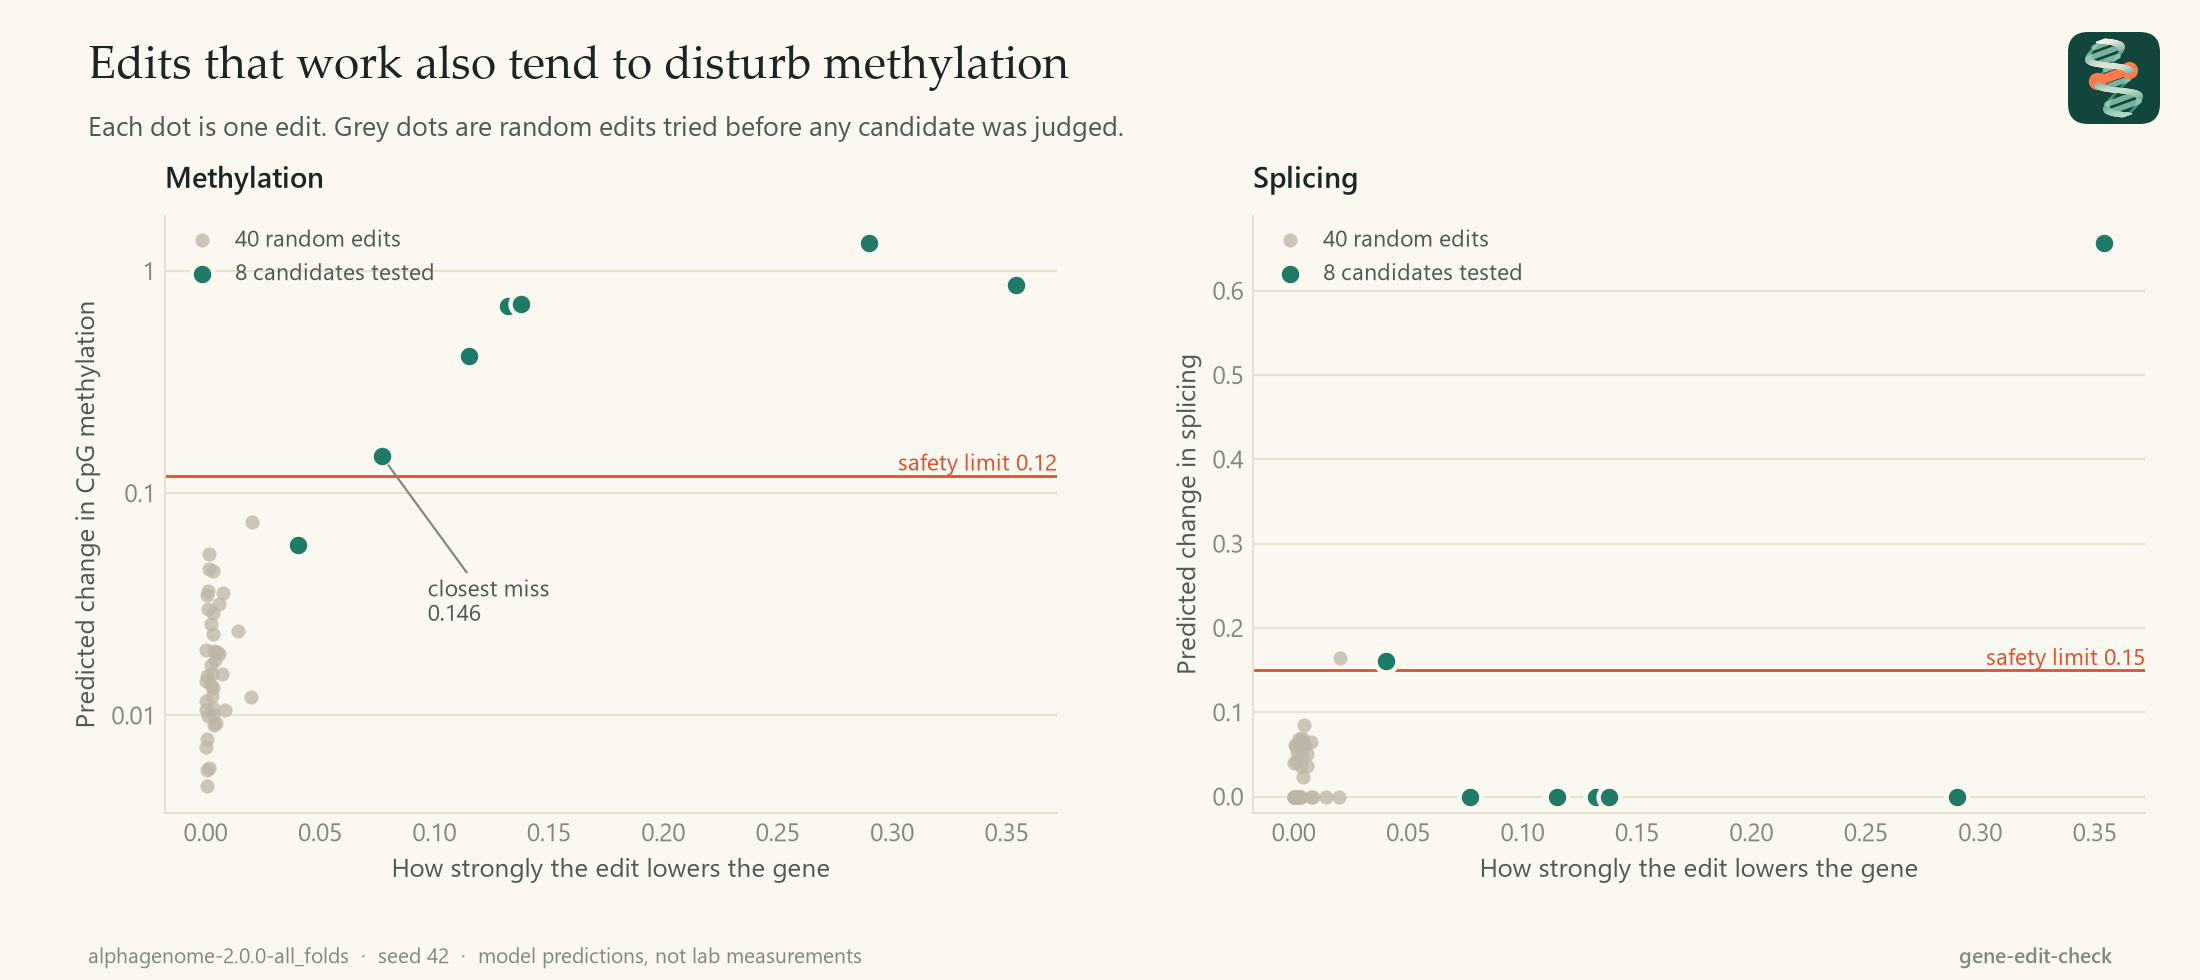 Edits that work also tend to disturb methylation
Each dot is one edit. Grey dots are random edits tried before any candidate was judged.
Methylation
40 random edits
8 candidates tested
1
0.1
0.01
Predicted change in CpG methylation
safety limit 0.12
closest miss
0.146
0.00 0.05 0.10 0.15 0.20 0.25 0.30 0.35
How strongly the edit lowers the gene
Splicing
40 random edits
8 candidates tested
0.6
0.5
0.4
0.3
0.2
0.1
0.0
Predicted change in splicing
safety limit 0.15
0.00 0.05 0.10 0.15 0.20 0.25 0.30 0.35
How strongly the edit lowers the gene
alphagenome-2.0.0-all_folds · seed 42 · model predictions, not lab measurements
gene-edit-check